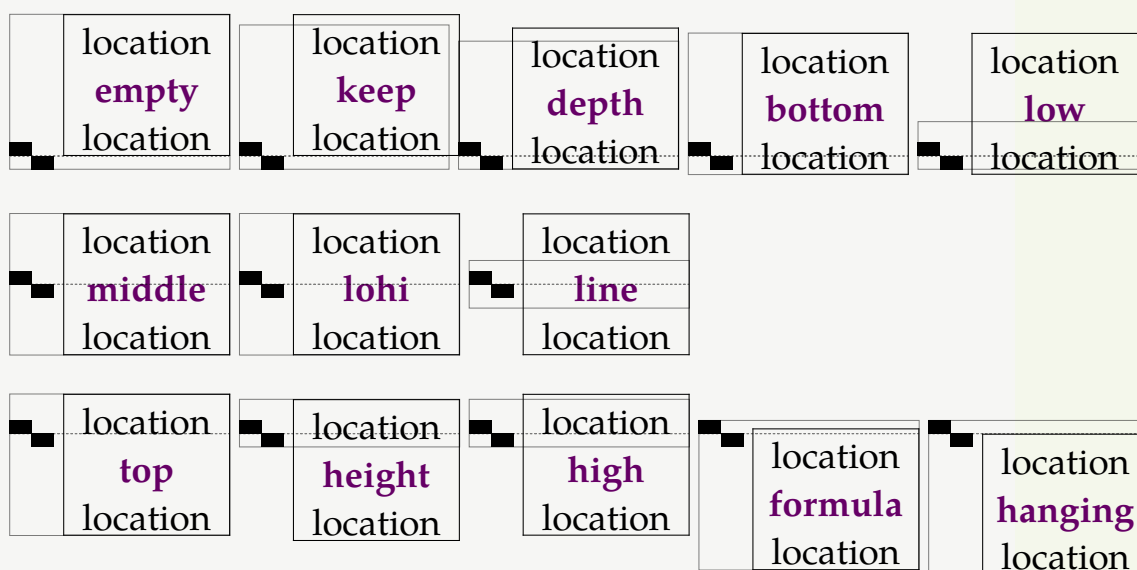 location
empty
location
location
keep
location
location
depth
location
location
bottom
location
location
low
location
location
middle
location
location
lohi
location
location
line
location
location
top
location
location
height
location
location
high
location
location
formula
location
location
hanging
location